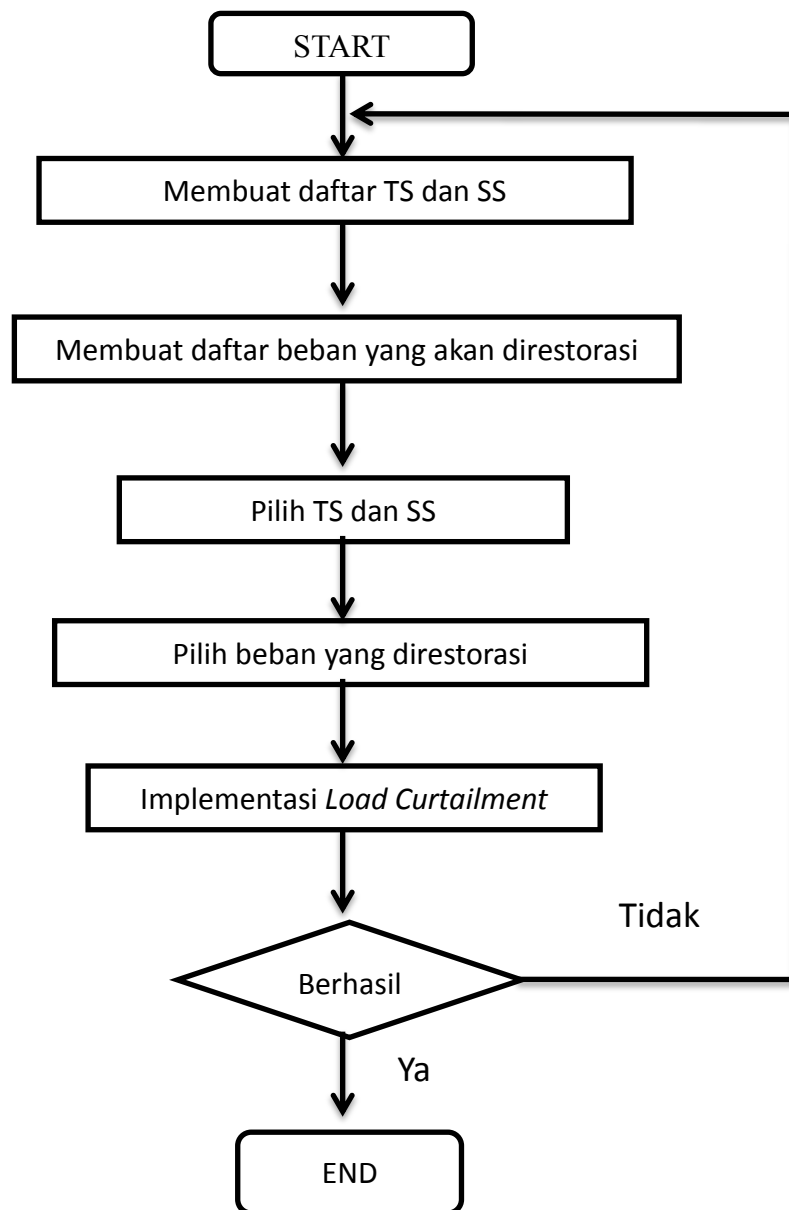 START
Membuat daftar TS dan SS
Membuat daftar beban yang akan direstorasi
Pilih TS dan SS
Pilih beban yang direstorasi
Implementasi Load Curtailment
Tidak
Berhasil
Ya
END